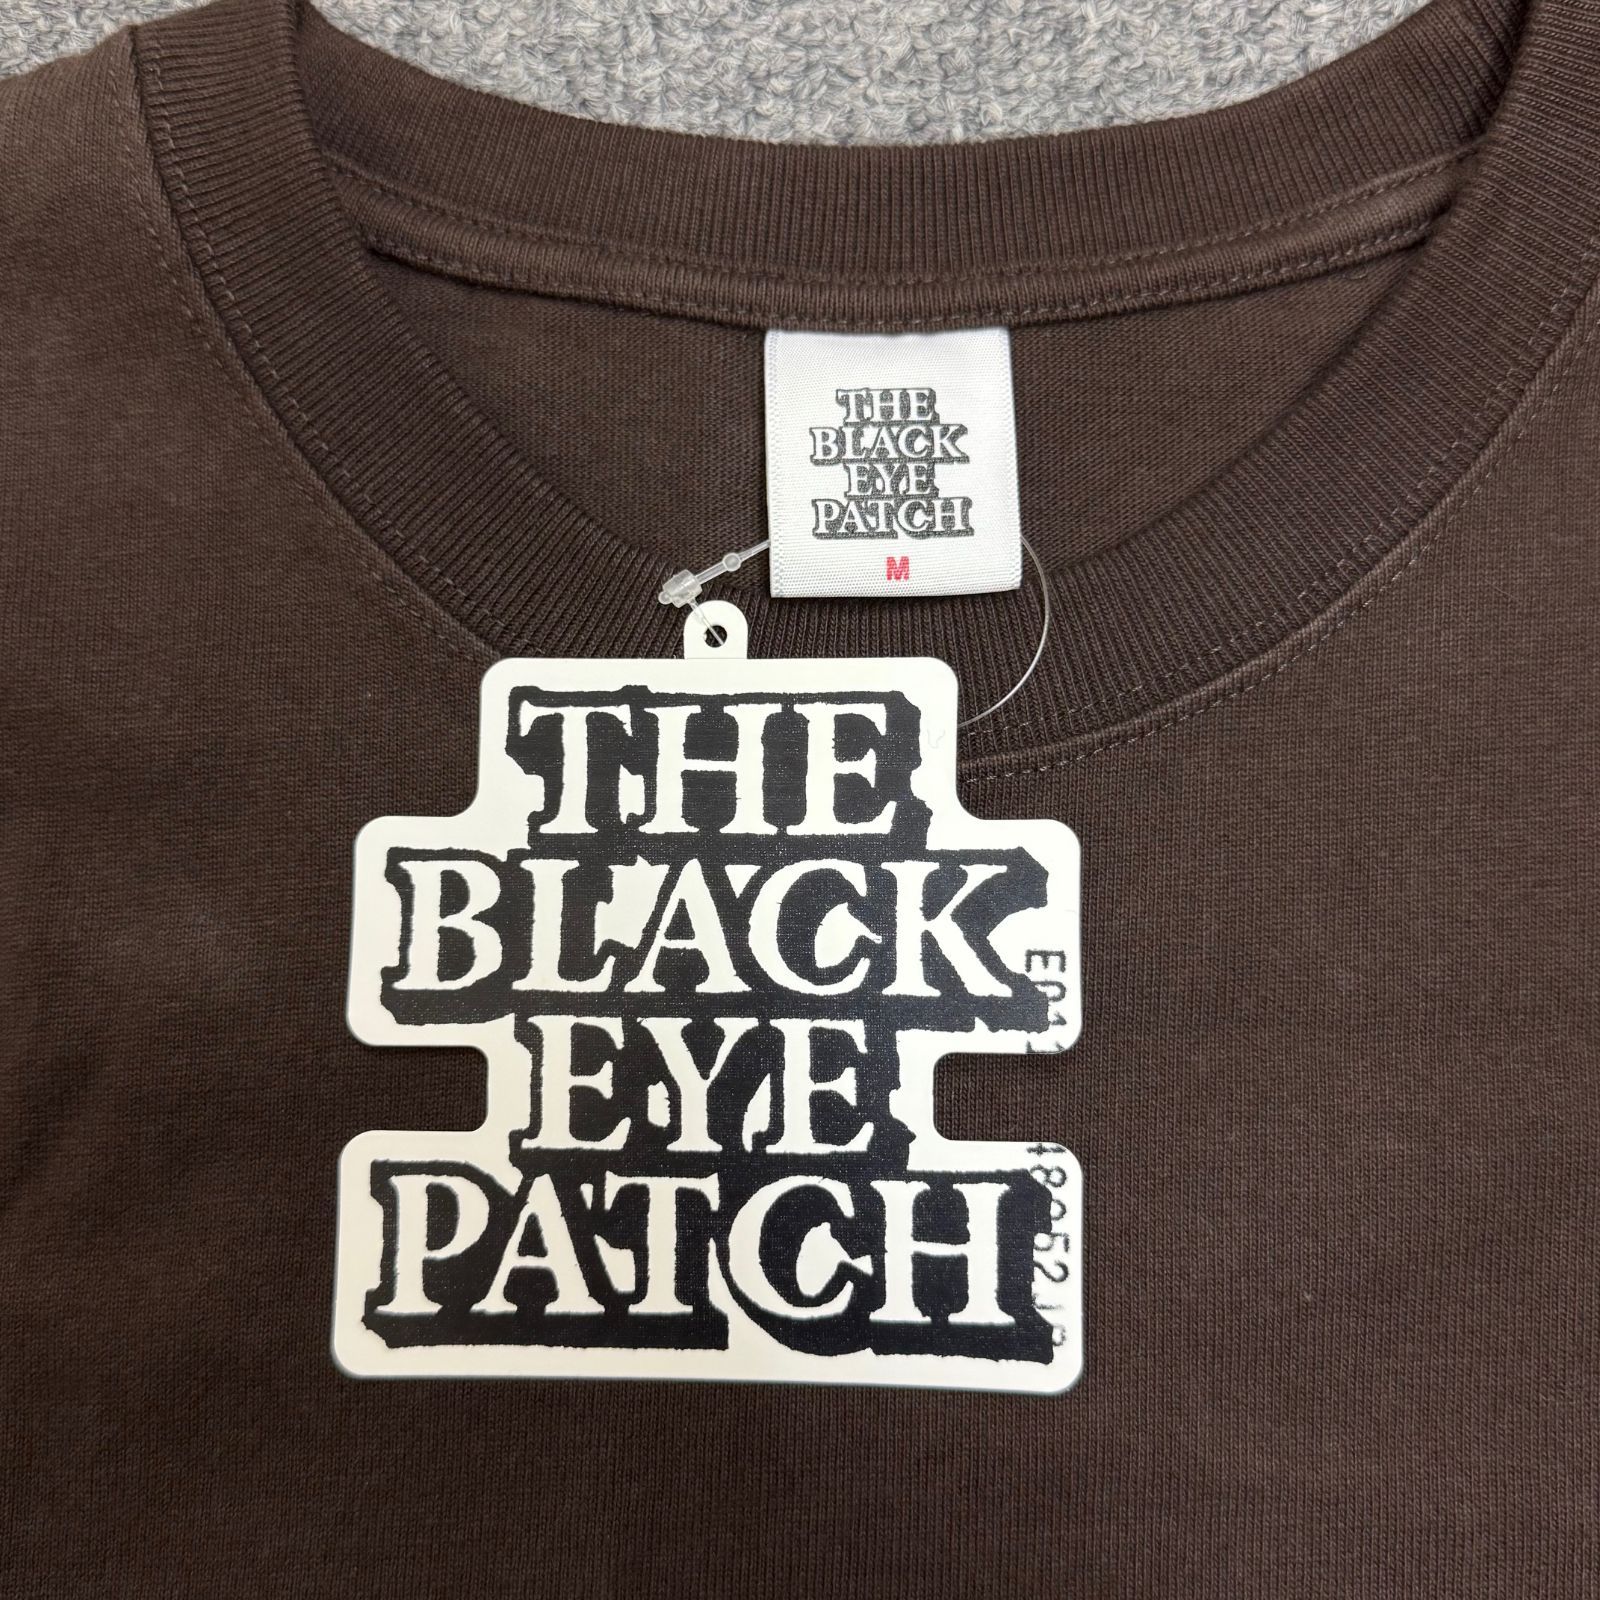 THE
BLACK
EYE
PATCH
M
THE
BLACK
EYE
PATCH